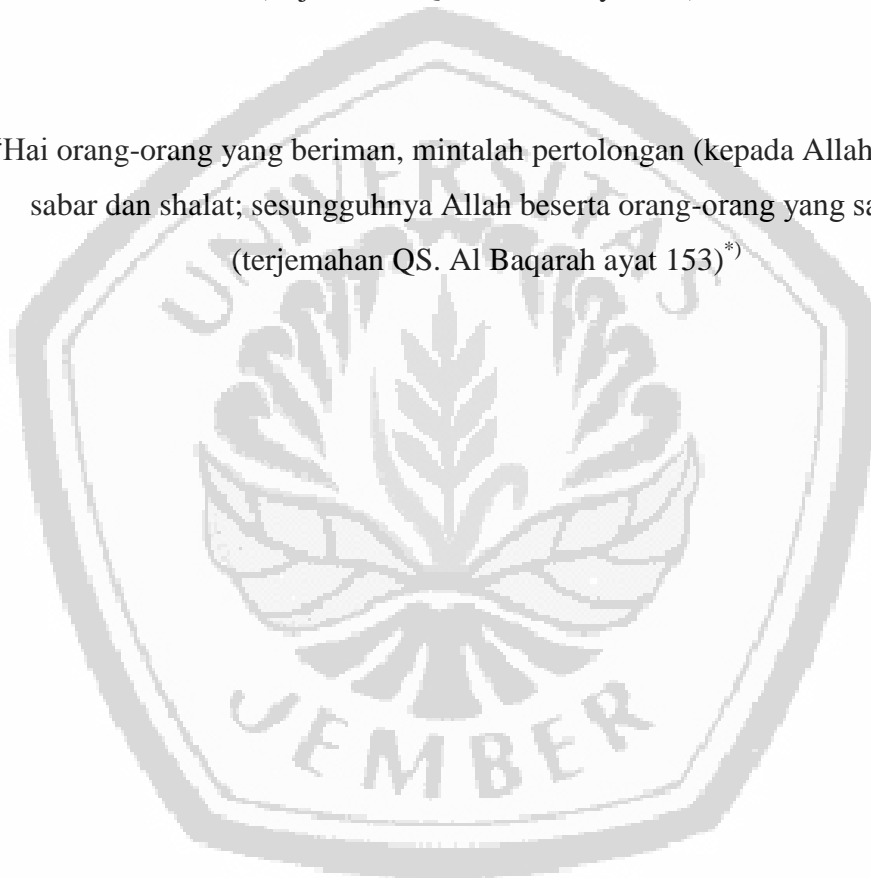 Hai orang-orang yang beriman, mintalah pertolongan (kepada Allah
sabar dan shalat; sesungguhnya Allah beserta orang-orang yang
(terjemahan QS. Al Baqarah ayat 153)*)
UNIVERSITAS
JEMBER